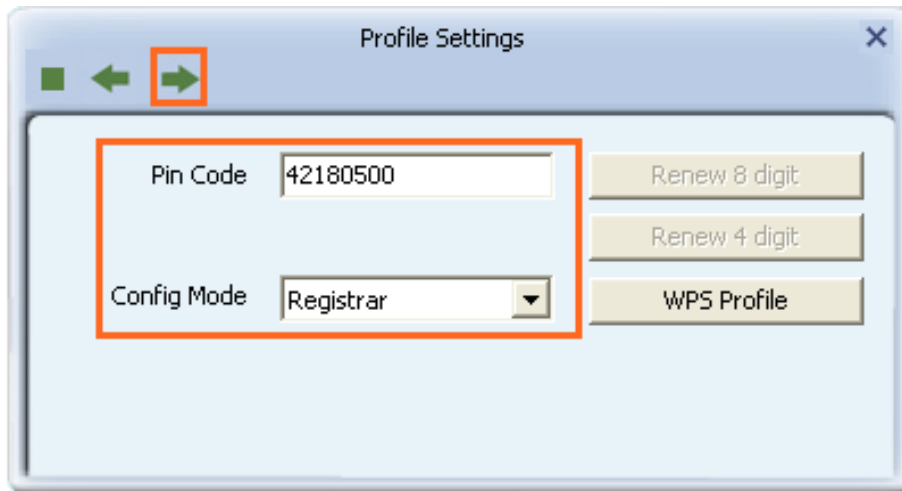 Profile Settings
Pin Code 42180500 Renew 8 digit
Renew 4 digit
Config Mode Registrar WPS Profile